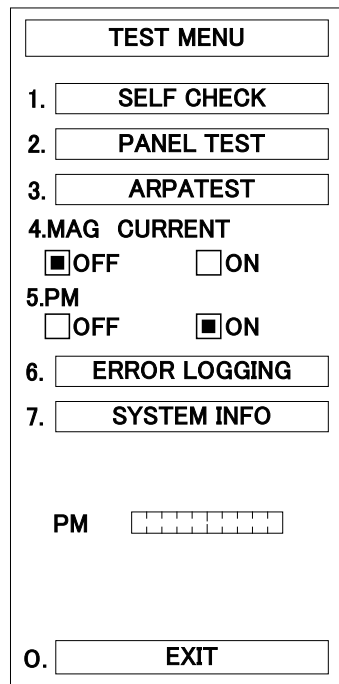 TEST MENU
1. SELF CHECK
2. PANEL TEST
3. ARPATEST
4.MAG CURRENT
OFF ON
5.PM
OFF ON
6. ERROR LOGGING
7. SYSTEM INFO
PM
0. EXIT